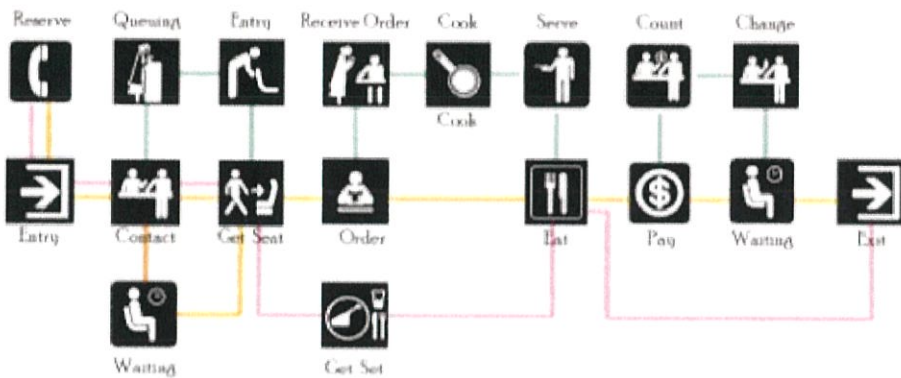 Reserve Queuing Entry Receive Order Cook Serve Count Change
Cook
Entry Contact Get Seat Order Eat Pay Waiting Exit
$
Waiting Get Set